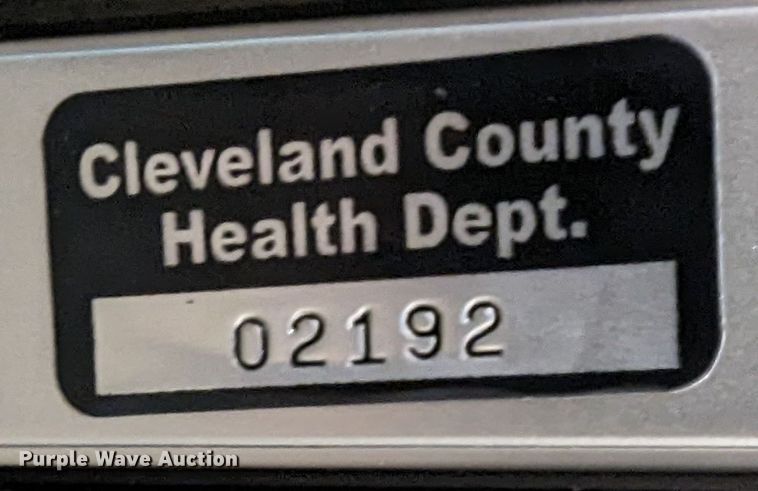 Cleveland County
Health Dept.
02192
Purple Wave Auction